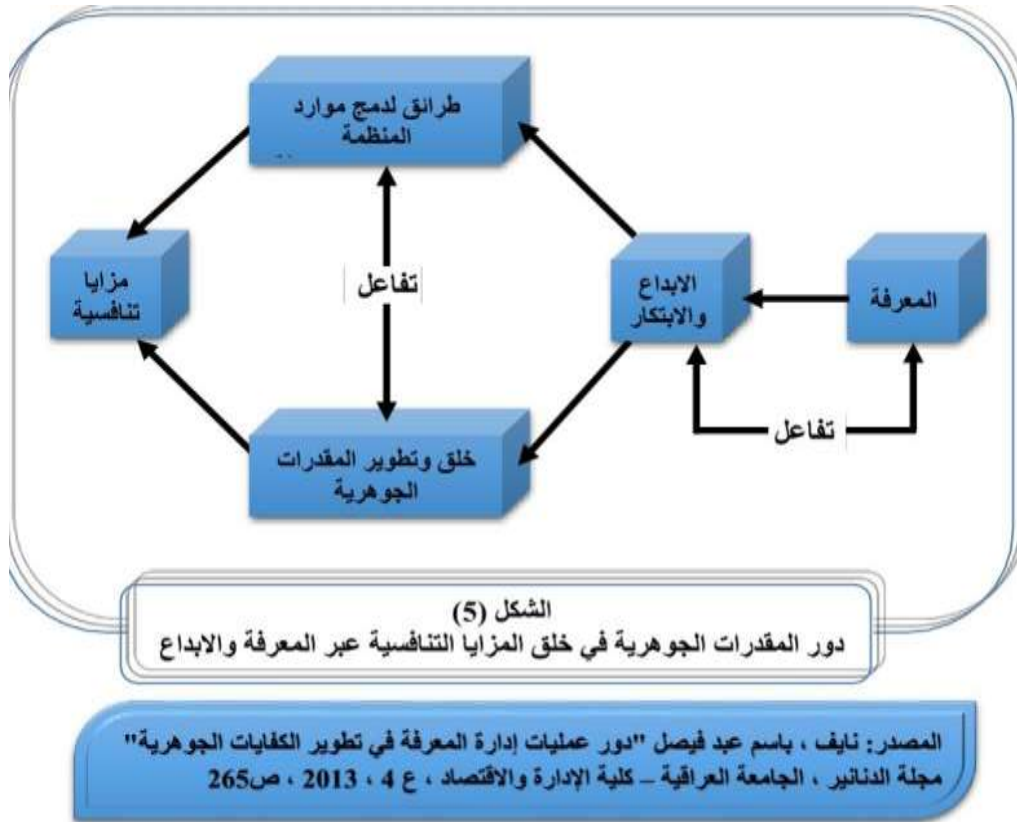 طرائق لدمج موارد
المنظمة
المعرفة
الابداع
والابتكار
تفاعل
تفاعل
مزايا
تنافسية
خلق وتطوير المقدرات
الجوهرية
الشكل (5)
دور المقدرات الجوهرية في خلق المزايا التنافسية عبر المعرفة والابداع
المصدر: نايف ، باسم عبد فيصل "دور عمليات إدارة المعرفة في تطوير الكفايات الجوهرية"
مجلة الدنانير ، الجامعة العراقية – كلية الإدارة والاقتصاد ، ع 4 ، 2013 ، ص265